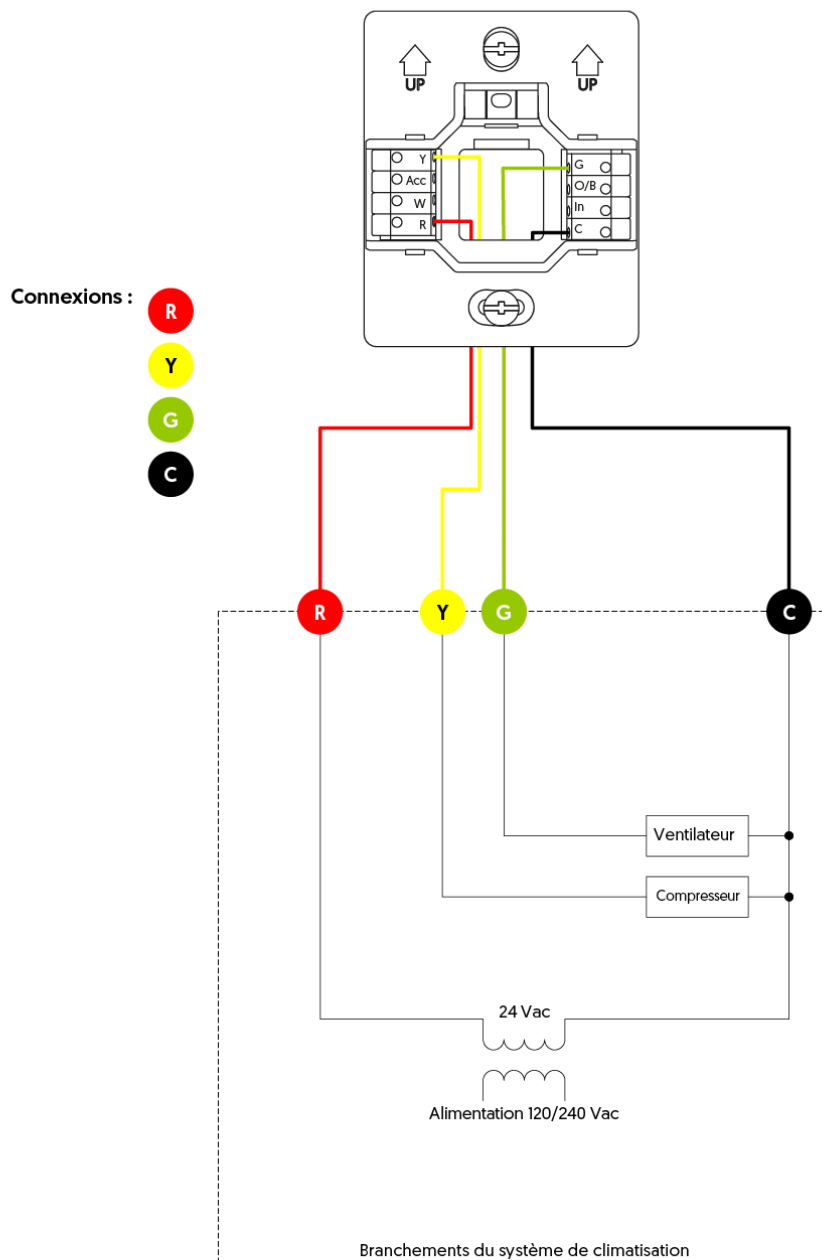 UP UP
Y G
Acc O/B
W In
R C
Connexions :
R
Y
G
C
R Y G C
Ventilateur
Compresseur
24 Vac
Alimentation 120/240 Vac
Branchements du système de climatisation